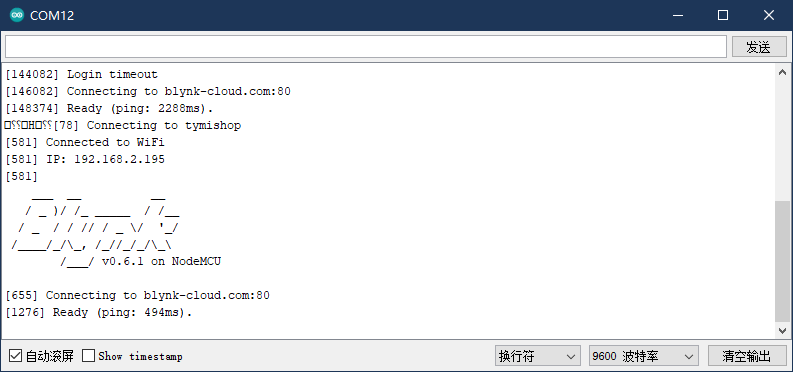 COM12
发送
[144082] Login timeout
[146082] Connecting to blynk-cloud.com:80
[148374] Ready (ping: 2288ms).
[78] Connecting to tymishop
[581] Connected to WiFi
[581] IP: 192.168.2.195
[581]
    ___  __          __
   / _ )/ /_ _____  / /__
  / _  / / // / _ \/  '_/
 /____/_/\_, /_//_/_/\_\
        /___/ v0.6.1 on NodeMCU
[655] Connecting to blynk-cloud.com:80
[1276] Ready (ping: 494ms).
自动滚屏 Show timestamp 换行符 9600 波特率 清空输出